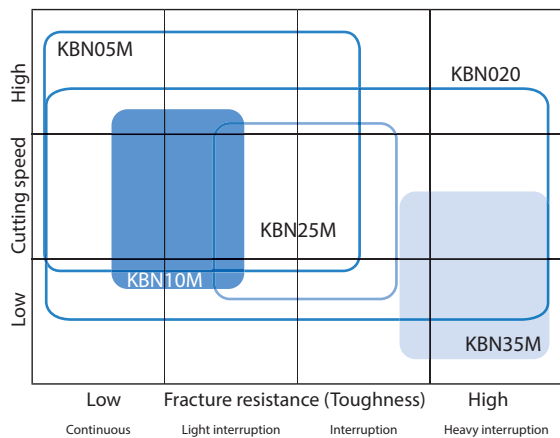 KBN05M
KBN020
High
Cutting speed
Low
KBN25M
KBN10M
KBN35M
Low
Fracture resistance (Toughness)
High
Continuous
Light interruption
Interruption
Heavy interruption